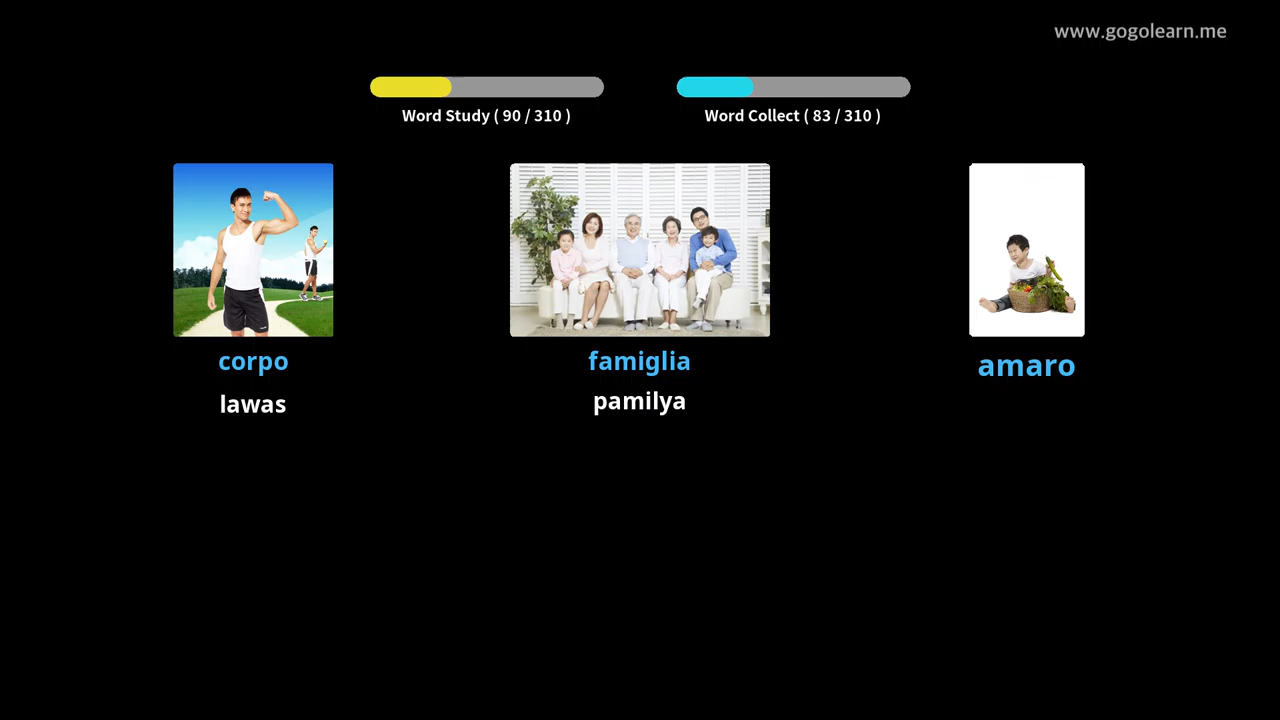 www.gogolearn.me
Word Study ( 90 / 310 )
Word Collect ( 83 / 310 )
corpo
lawas
famiglia
pamilya
amaro